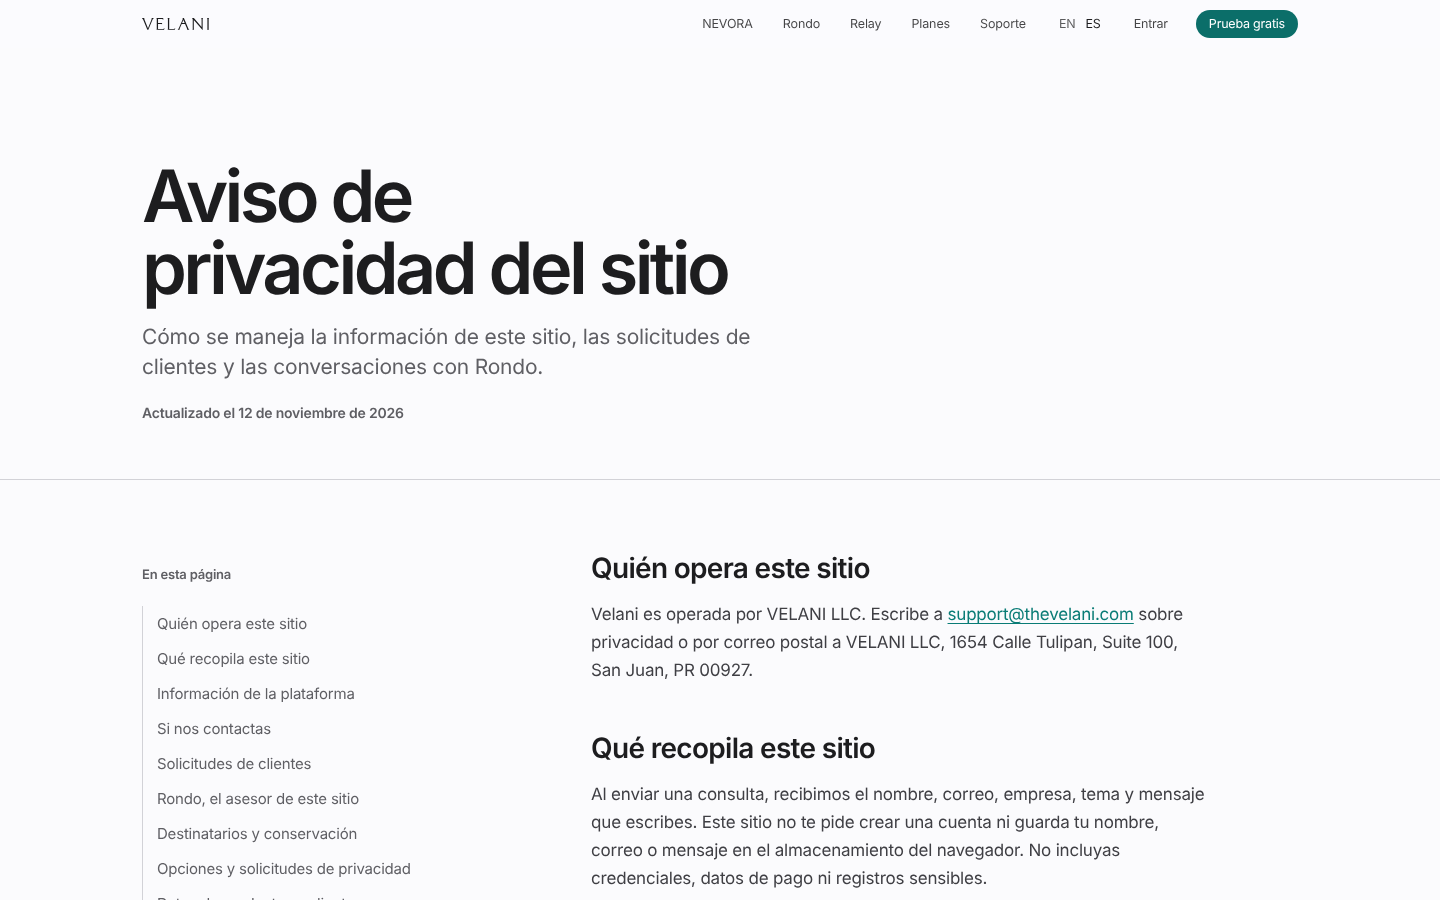 VELANI
NEVORA
Rondo
Relay
Planes
Soporte
EN
ES
Entrar
Prueba gratis
Aviso de
privacidad del sitio
Cómo se maneja la información de este sitio, las solicitudes de
clientes y las conversaciones con Rondo.
Actualizado el 12 de noviembre de 2026
En esta página
Quién opera este sitio
Qué recopila este sitio
Información de la plataforma
Si nos contactas
Solicitudes de clientes
Rondo, el asesor de este sitio
Destinatarios y conservación
Opciones y solicitudes de privacidad
Quién opera este sitio
Velani es operada por VELANI LLC. Escribe a support@thevelani.com sobre
privacidad o por correo postal a VELANI LLC, 1654 Calle Tulipan, Suite 100,
San Juan, PR 00927.
Qué recopila este sitio
Al enviar una consulta, recibimos el nombre, correo, empresa, tema y mensaje
que escribes. Este sitio no te pide crear una cuenta ni guarda tu nombre,
correo o mensaje en el almacenamiento del navegador. No incluyas
credenciales, datos de pago ni registros sensibles.